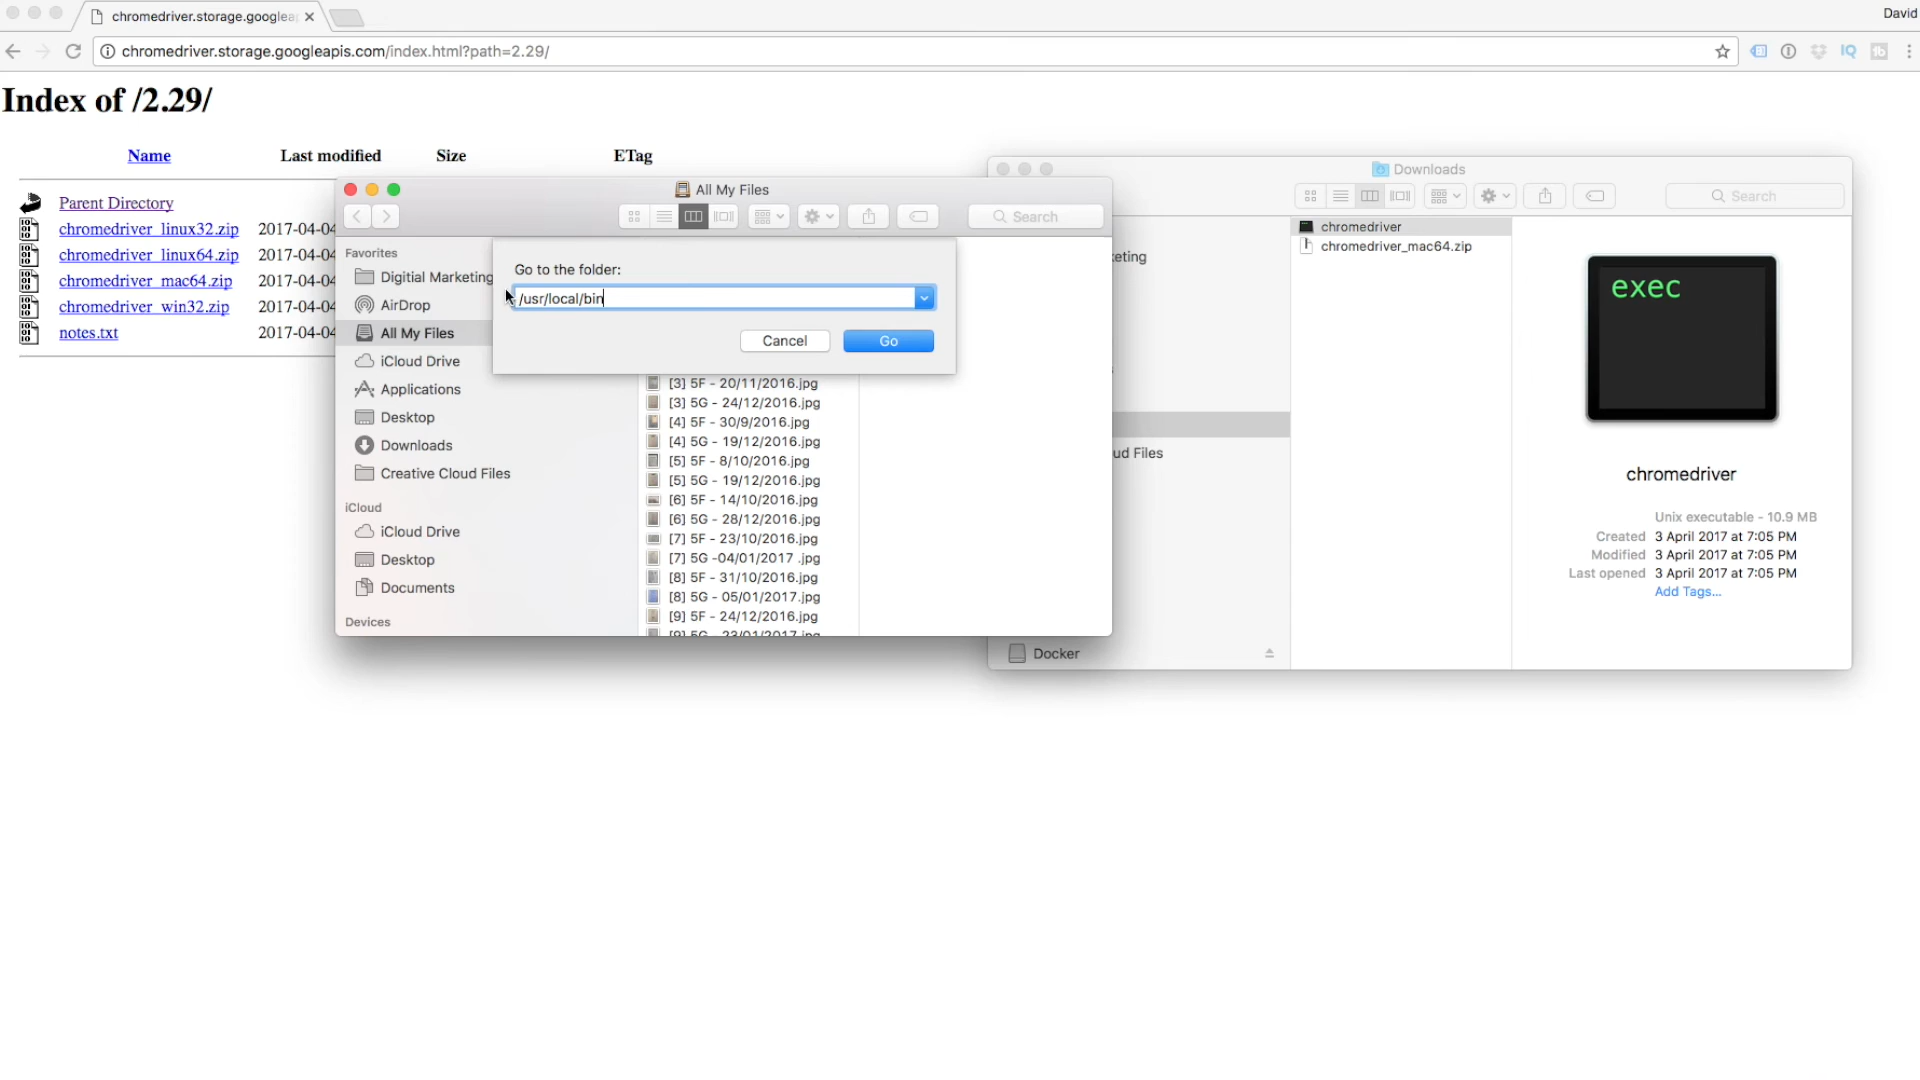 chromedriver.storage.googlea
David
chromedriver.storage.googleapis.com/index.html?path=2.29/
Index of /2.29/
Name Last modified Size ETag
Parent Directory
chromedriver_linux32.zip 2017-04-04
chromedriver_linux64.zip 2017-04-04
chromedriver_mac64.zip 2017-04-04
chromedriver_win32.zip 2017-04-04
notes.txt 2017-04-04
All My Files
Search
Favorites
Digitial Marketing
AirDrop
All My Files
iCloud Drive
Applications
Desktop
Downloads
Creative Cloud Files
iCloud
iCloud Drive
Desktop
Documents
Devices
Go to the folder:
/usr/local/bin
Cancel
Go
[3] 5F - 20/11/2016.jpg
[3] 5G - 24/12/2016.jpg
[4] 5F - 30/9/2016.jpg
[4] 5G - 19/12/2016.jpg
[5] 5F - 8/10/2016.jpg
[5] 5G - 19/12/2016.jpg
[6] 5F - 14/10/2016.jpg
[6] 5G - 28/12/2016.jpg
[7] 5F - 23/10/2016.jpg
[7] 5G -04/01/2017 .jpg
[8] 5F - 31/10/2016.jpg
[8] 5G - 05/01/2017.jpg
[9] 5F - 24/12/2016.jpg
[9] 5G - 23/01/2017.jpg
Downloads
Search
eting
ud Files
Docker
chromedriver
chromedriver_mac64.zip
exec
chromedriver
Unix executable - 10.9 MB
Created 3 April 2017 at 7:05 PM
Modified 3 April 2017 at 7:05 PM
Last opened 3 April 2017 at 7:05 PM
Add Tags...